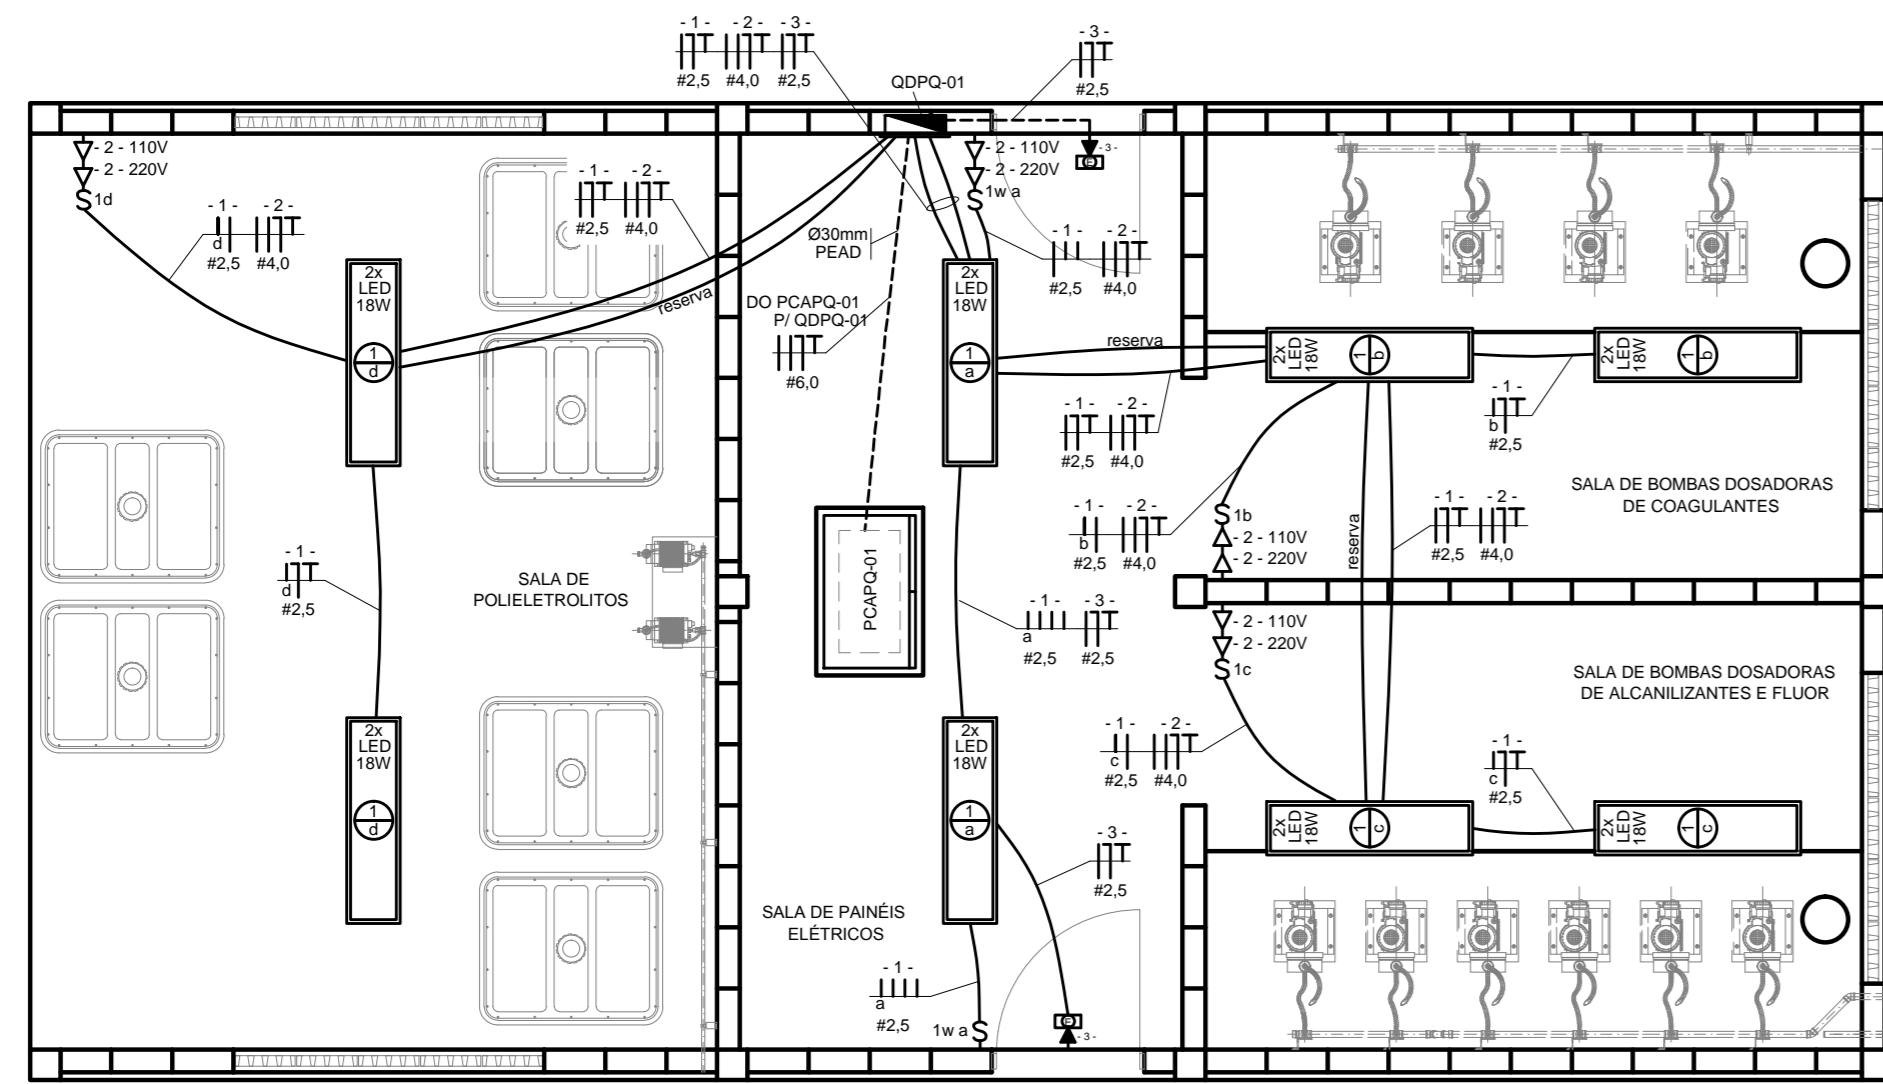 - 1 -
- 2 -
- 3 -
#2,5
#4,0
#2,5
- 3 -
#2,5
QDPQ-01
- 2 - 110V
- 2 - 220V
1d
- 1 -
- 2 -
d
#2,5
#4,0
- 1 -
- 2 -
#2,5
#4,0
- 2 - 110V
- 2 - 220V
1w a
- 3 -
E
- 1 -
- 2 -
#2,5
#4,0
Ø30mm
PEAD
2x
LED
18W
1
d
reserva
DO PCAPQ-01
P/ QDPQ-01
#6,0
2x
LED
18W
1
a
reserva
2x
LED
18W
1
b
2x
LED
18W
1
b
- 1 -
- 2 -
#2,5
#4,0
- 1 -
b
#2,5
SALA DE BOMBAS DOSADORAS
DE COAGULANTES
- 1 -
- 2 -
b
#2,5
#4,0
1b
- 2 - 110V
- 2 - 220V
reserva
- 1 -
- 2 -
#2,5
#4,0
- 1 -
d
#2,5
SALA DE
POLIELETROLITOS
PCAPQ-01
- 1 -
- 3 -
a
#2,5
#2,5
- 2 - 110V
- 2 - 220V
1c
SALA DE BOMBAS DOSADORAS
DE ALCANILIZANTES E FLUOR
- 1 -
- 2 -
c
#2,5
#4,0
- 1 -
c
#2,5
2x
LED
18W
1
d
2x
LED
18W
1
a
2x
LED
18W
1
c
2x
LED
18W
1
c
- 3 -
#2,5
SALA DE PAINÉIS
ELÉTRICOS
- 1 -
a
#2,5
1w a
E
- 3 -